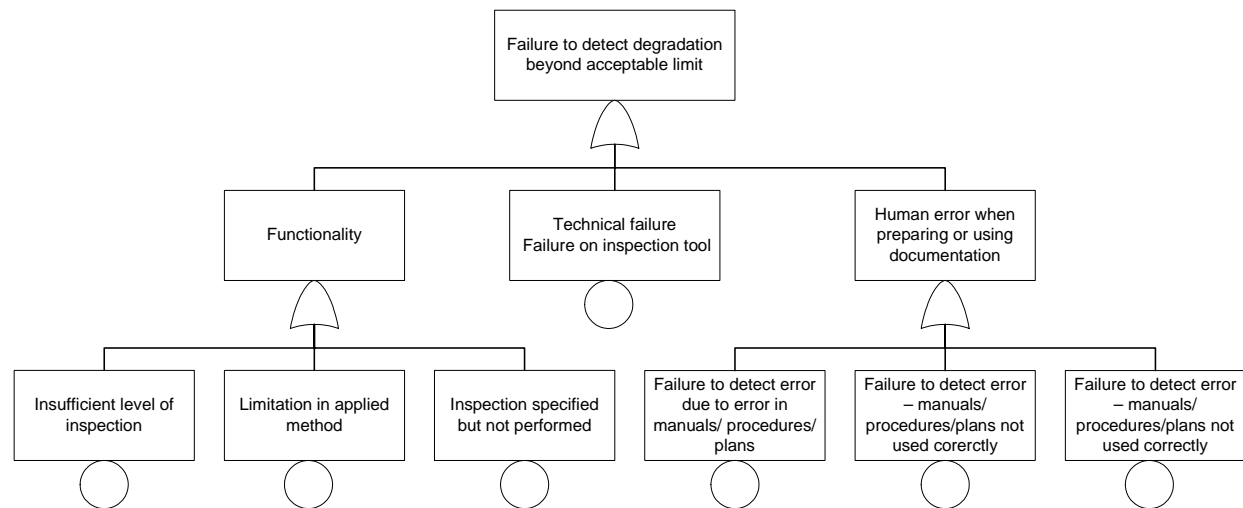 Failure to detect degradation
beyond acceptable limit
Functionality
Technical failure
Failure on inspection tool
Human error when
preparing or using
documentation
Insufficient level of
inspection
Limitation in applied
method
Inspection specified
but not performed
Failure to detect error
due to error in
manuals/ procedures/
plans
Failure to detect error
– manuals/
procedures/plans not
used corerctly
Failure to detect error
– manuals/
procedures/plans not
used correctly